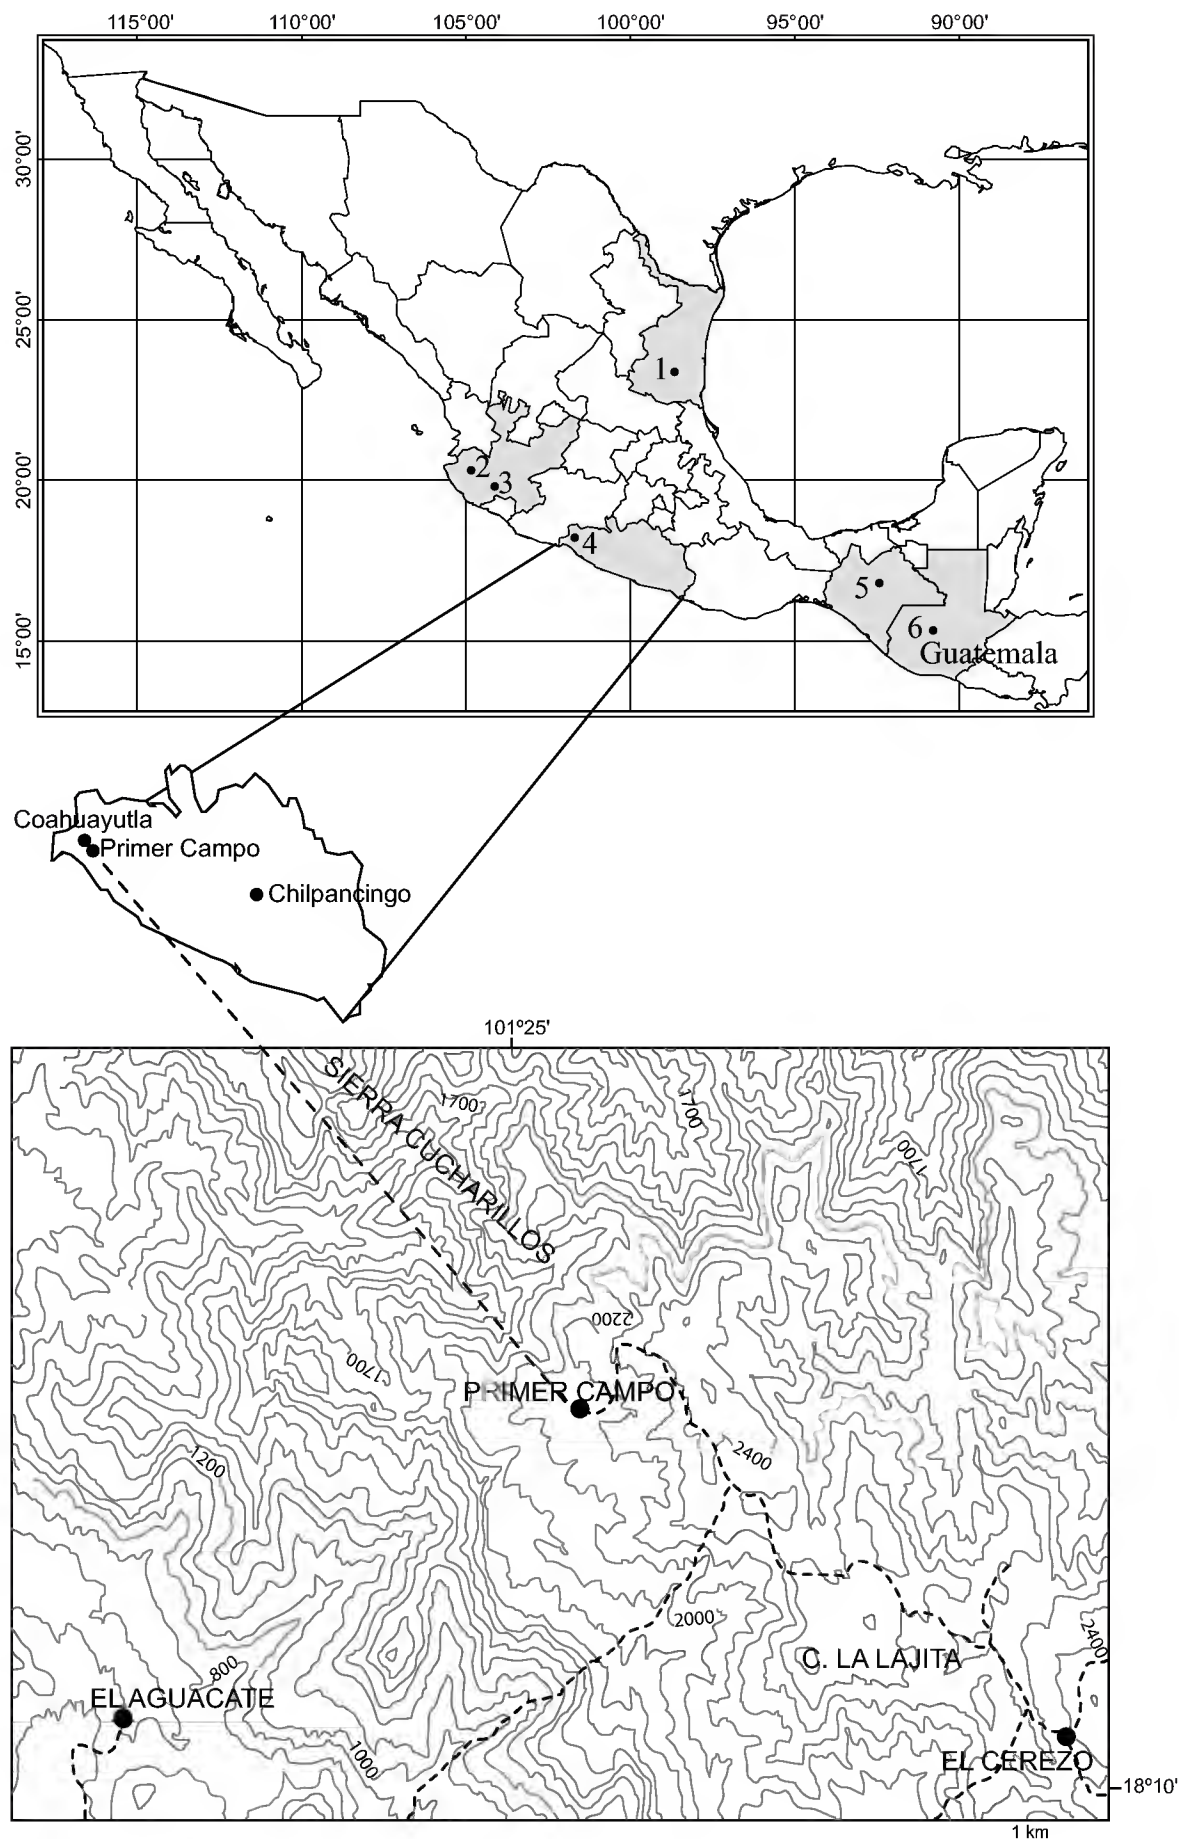 115°00' 110°00' 105°00' 100°00' 95°00' 90°00'
30°00'
25°00'
20°00'
15°00'
1
2
3
4
5
6
Guatemala
Coahuayutla
Primer Campo
Chilpancingo
101°25'
SIERRA CUCHARILLOS
1700
1700
1700
2200
1700
PRIMER CAMPO
2400
1200
2000
C. LA LAJITA
2400
800
EL AGUACATE
1000
EL CEREZO
18°10'
1 km